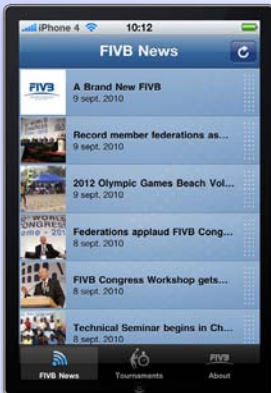 iPhone 4 10:12
FIVB News
FIVB
A Brand New FIVB
9 sept. 2010
Record member federations as...
9 sept. 2010
2012 Olympic Games Beach Vol...
9 sept. 2010
Federations applaud FIVB Cong...
8 sept. 2010
FIVB Congress Workshop gets...
8 sept. 2010
Technical Seminar begins in Ch...
8 sept. 2010
FIVB
FIVB News Tournaments About